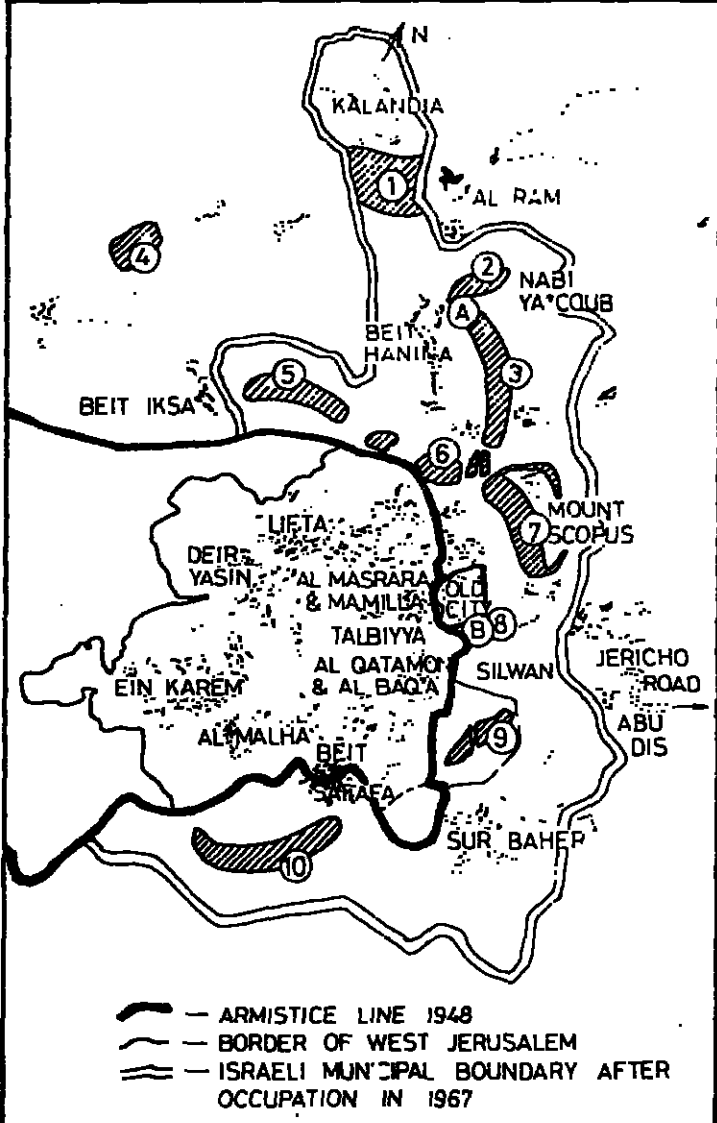 N
KALANDIA
1
AL RAM
4
2
NABI
YA'COUB
A
BEIT
HANINA
3
5
BEIT IKSA
6
7
MOUNT
SCOPUS
LIFTA
DEIR
YASIN
AL MASRARA
& MAMILLA
OLD
CITY
B
8
TALBIYYA
AL QATAMON
& AL BAQ'A
SILWAN
JERICHO
ROAD
EIN KAREM
ABU
DIS
AL MALHA
9
BEIT
SAFAFA
SUR BAHER
10
— ARMISTICE LINE 1948
— BORDER OF WEST JERUSALEM
— ISRAELI MUNICIPAL BOUNDARY AFTER
OCCUPATION IN 1967